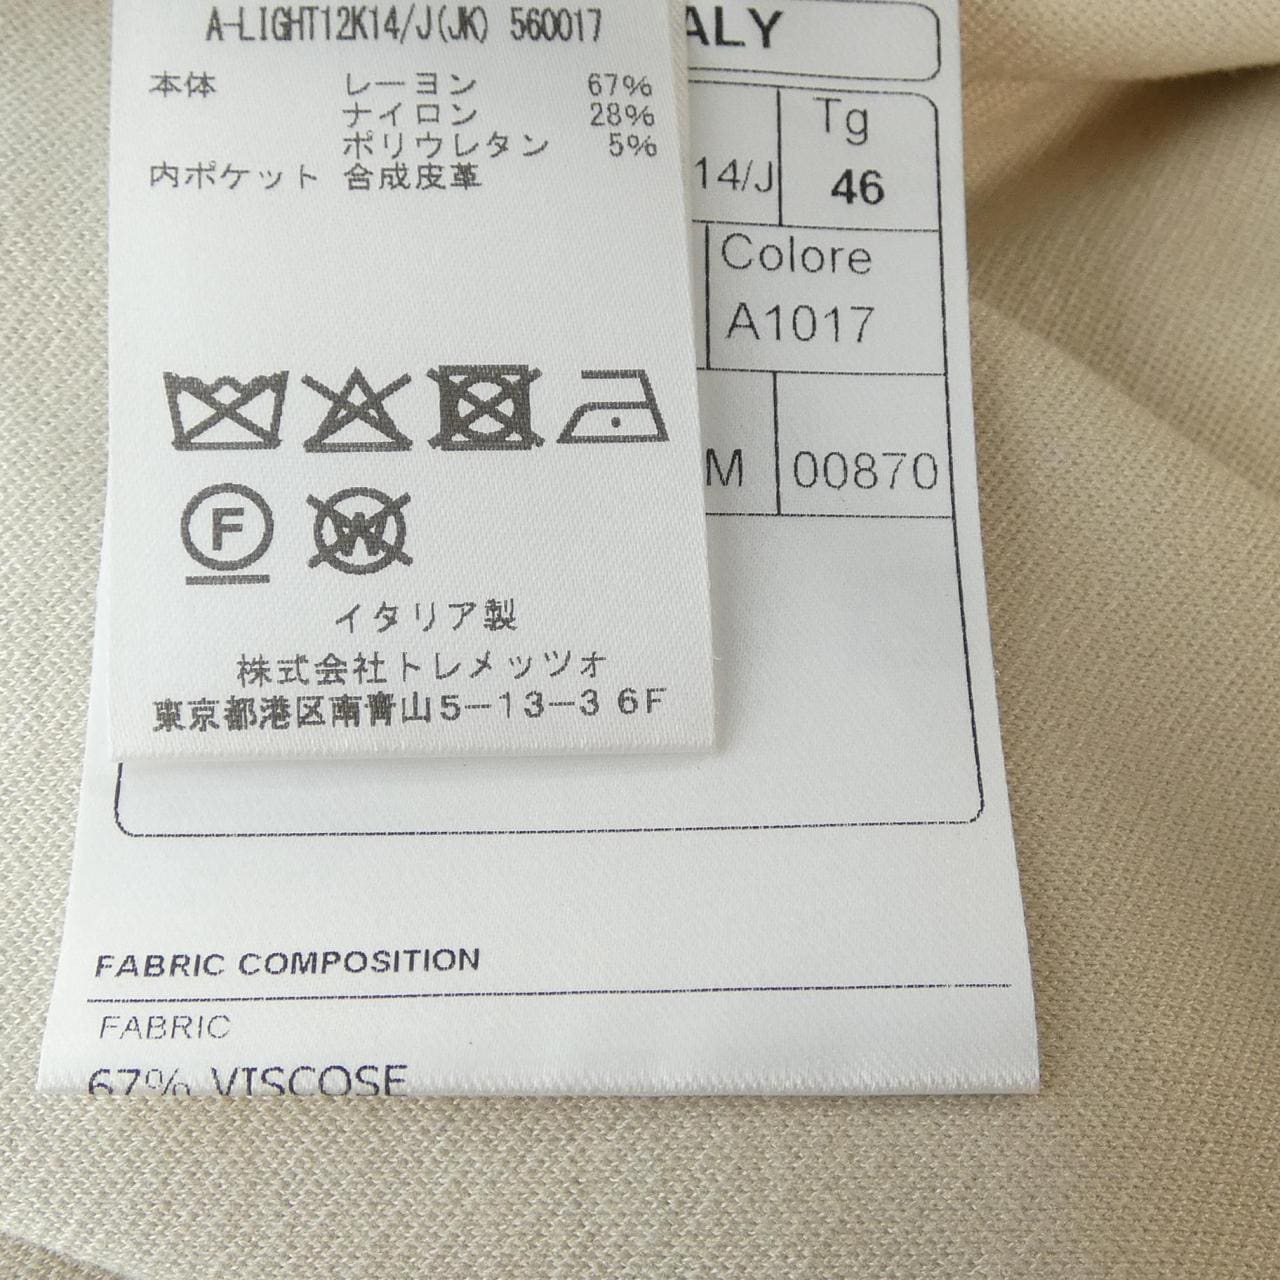 A-LIGHT12K14/J(JK) 560017
本体 レーヨン 67%
ナイロン 28%
ポリウレタン 5%
内ポケット 合成皮革
F
W
イタリア製
株式会社トレメッツォ
東京都港区南青山5-13-3 6F
ALY
Tg
14/J 46
Colore
A1017
M 00870
FABRIC COMPOSITION
FABRIC
67% VISCOSE